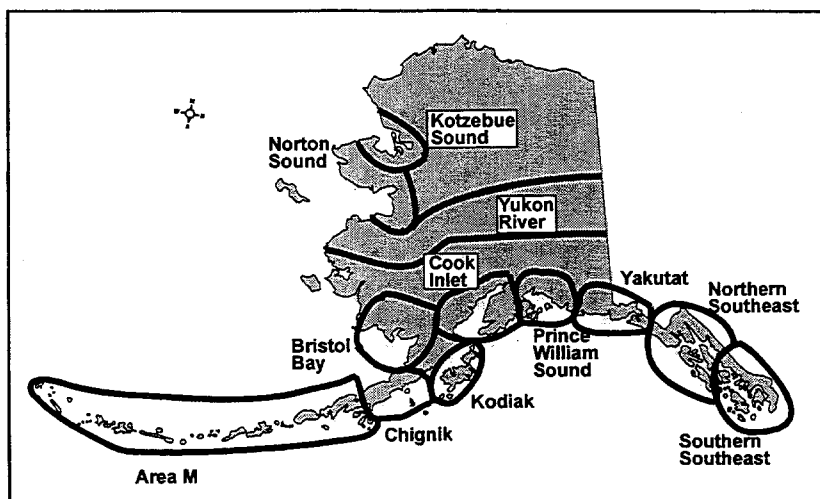 Kotzebue
Sound
Norton
Sound
Yukon
River
Cook
Inlet
Yakutat
Northern
Southeast
Bristol
Bay
Prince
William
Sound
Kodiak
Chignik
Southern
Southeast
Area M